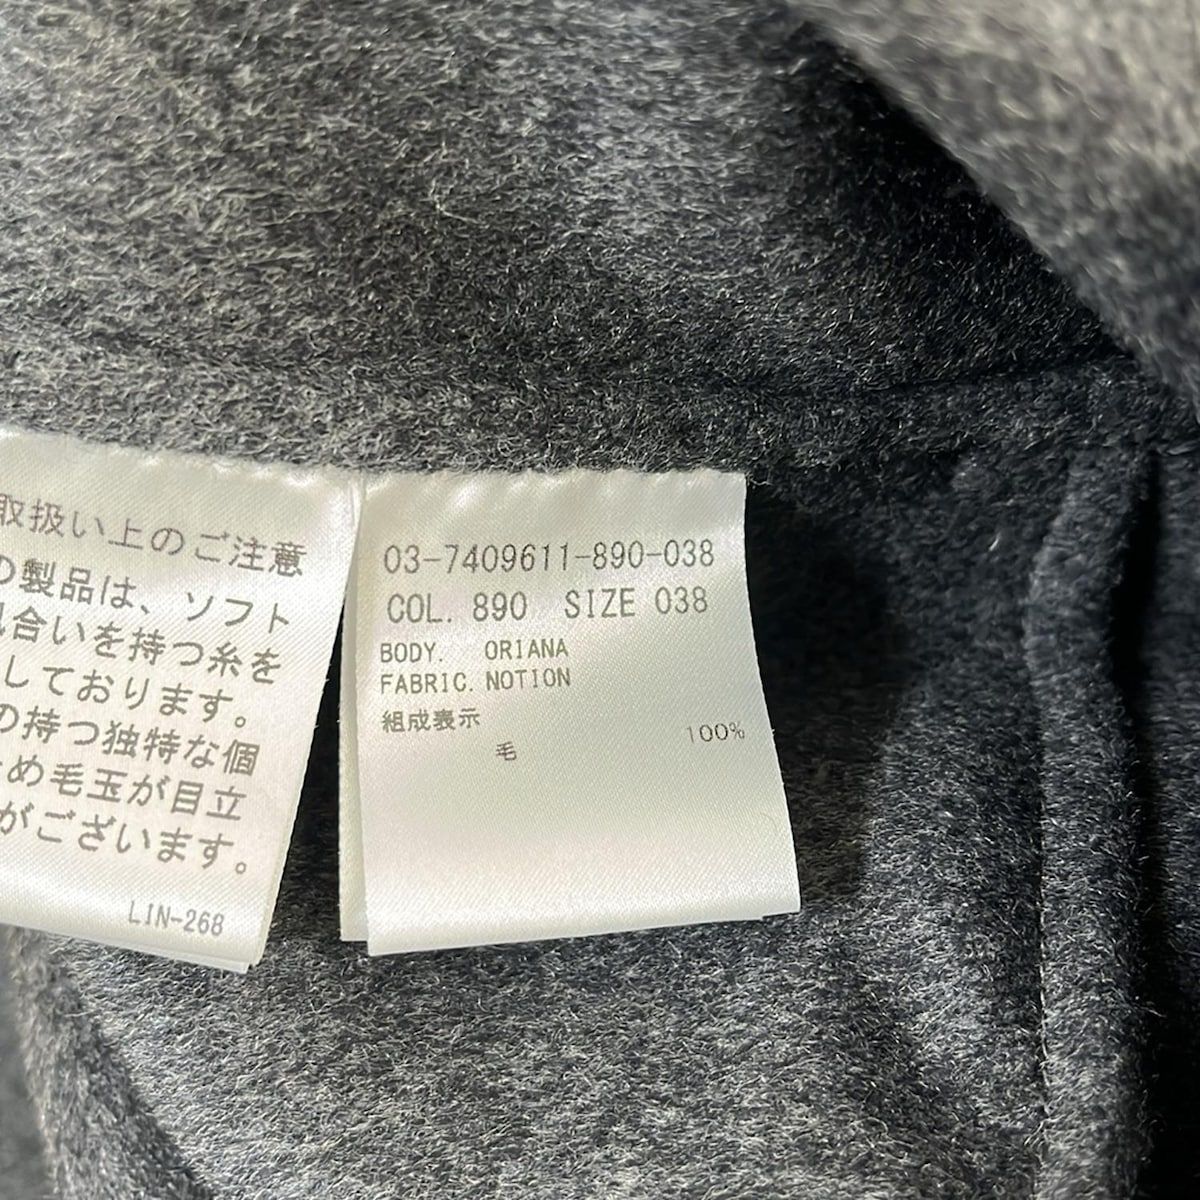 取扱い上のご注意
の製品は、ソフト
合いを持つ糸を
しております。
の持つ独特な個
め毛玉が目立
がございます。
LIN-268
03-7409611-890-038
COL. 890 SIZE 038
BODY. ORIANA
FABRIC. NOTION
組成表示
毛 100%